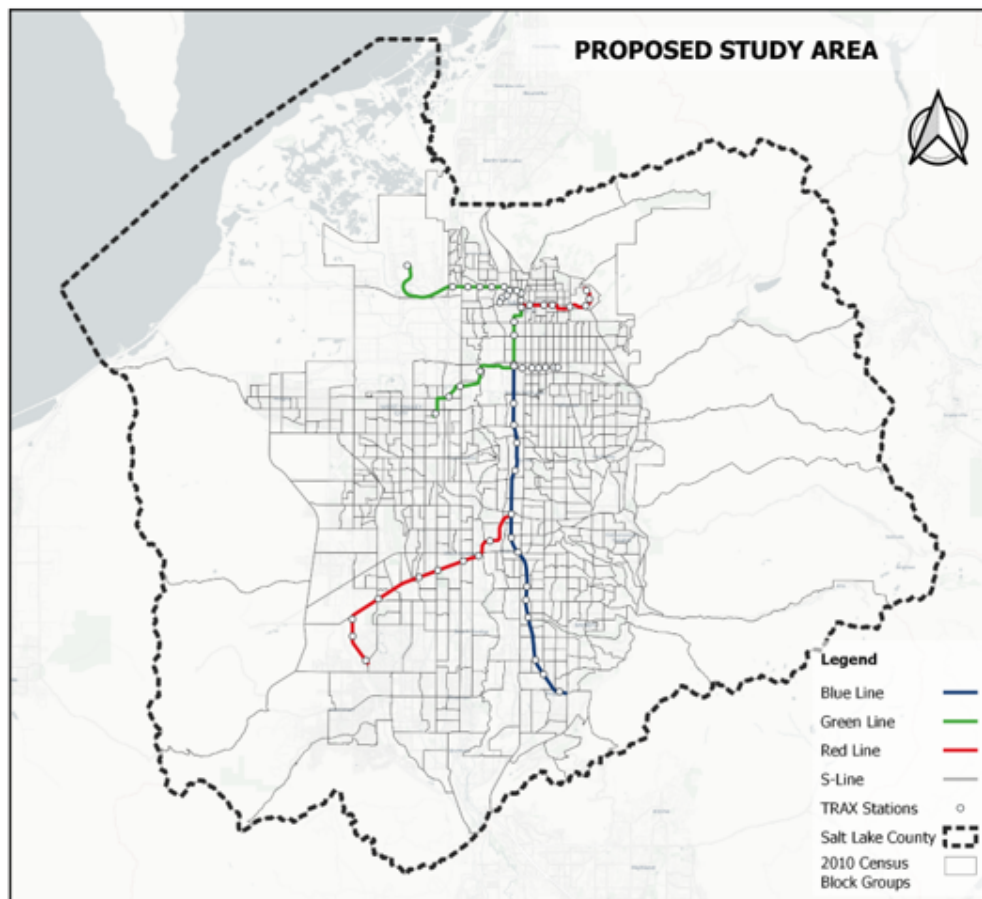 PROPOSED STUDY AREA
Legend
Blue Line
Green Line
Red Line
S-Line
TRAX Stations
Salt Lake County
2010 Census
Block Groups